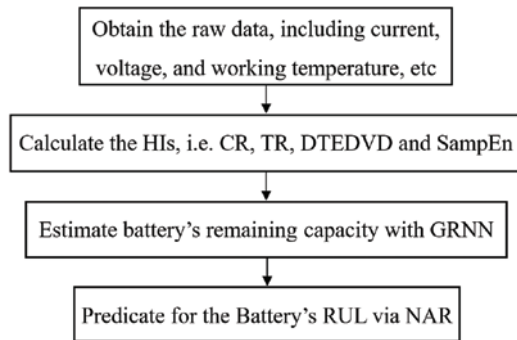 Obtain the raw data, including current,
voltage, and working temperature, etc
Calculate the HIs, i.e. CR, TR, DTEDVD and SampEn
Estimate battery's remaining capacity with GRNN
Predicate for the Battery's RUL via NAR